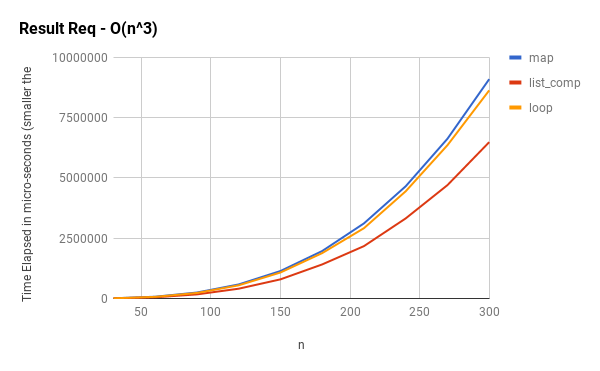 Result Req - O(n^3)
Time Elapsed in micro-seconds (smaller the
10000000
7500000
5000000
2500000
0
50
100
150
200
250
300
n
map
list_comp
loop